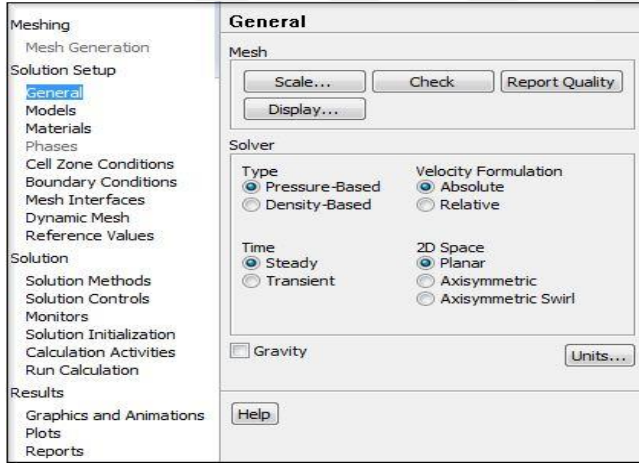 Meshing
Mesh Generation
Solution Setup
General
Models
Materials
Phases
Cell Zone Conditions
Boundary Conditions
Mesh Interfaces
Dynamic Mesh
Reference Values
Solution
Solution Methods
Solution Controls
Monitors
Solution Initialization
Calculation Activities
Run Calculation
Results
Graphics and Animations
Plots
Reports
General
Mesh
Scale... Check Report Quality
Display...
Solver
Type Velocity Formulation
Pressure-Based Absolute
Density-Based Relative
Time 2D Space
Steady Planar
Transient Axisymmetric
Axisymmetric Swirl
Gravity Units...
Help